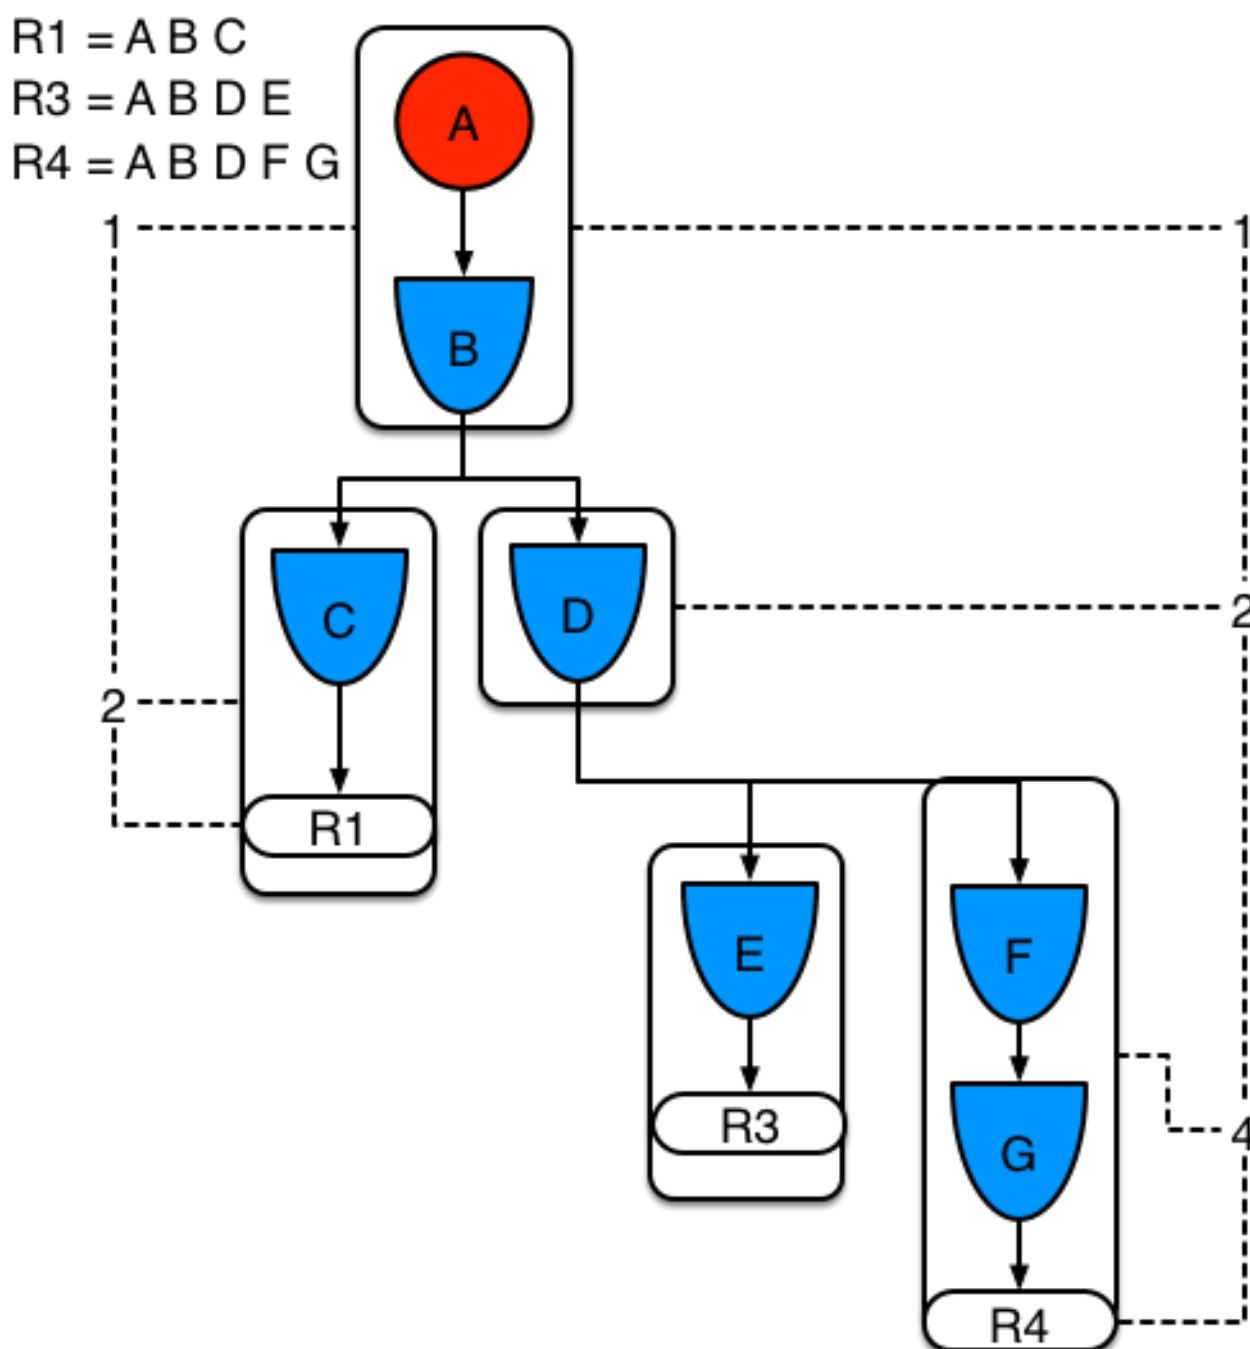 R1 = A B C
R3 = A B D E
R4 = A B D F G
A
1
1
B
C
D
2
2
R1
E
F
R3
4
G
R4